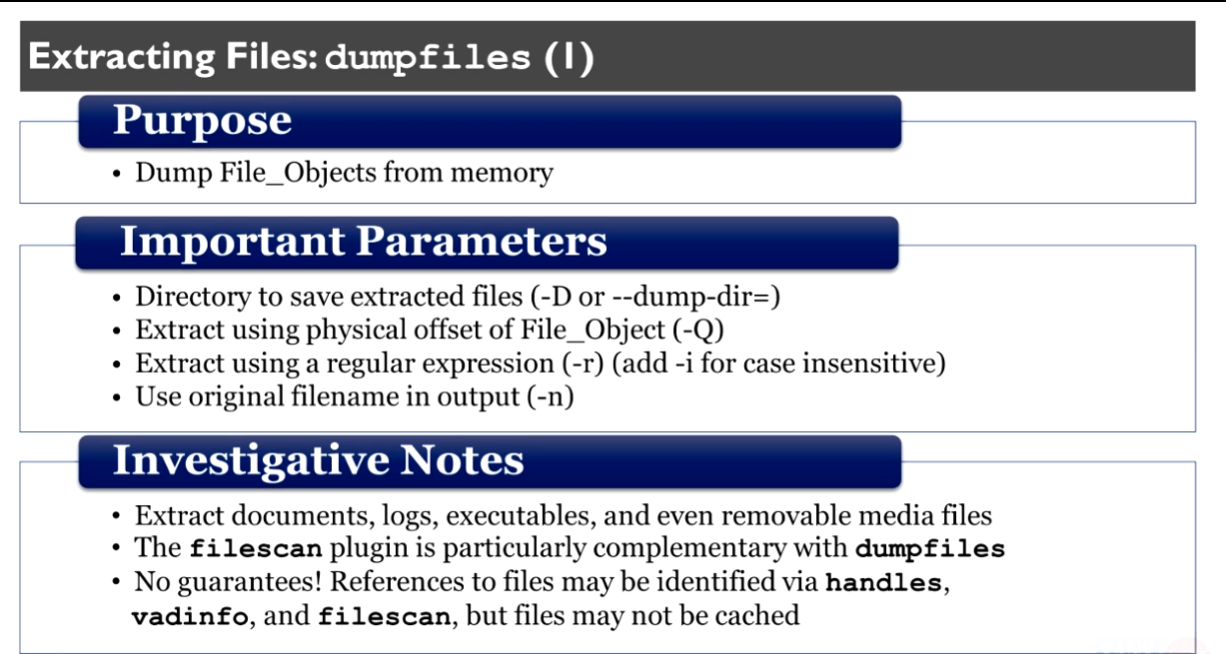 Extracting Files: dumpfiles (1)
Purpose
• Dump File_Objects from memory
Important Parameters
• Directory to save extracted files (-D or --dump-dir=)
• Extract using physical offset of File_Object (-Q)
• Extract using a regular expression (-r) (add -i for case insensitive)
• Use original filename in output (-n)
Investigative Notes
• Extract documents, logs, executables, and even removable media files
• The filescan plugin is particularly complementary with dumpfiles
• No guarantees! References to files may be identified via handles,
vadinfo, and filescan, but files may not be cached